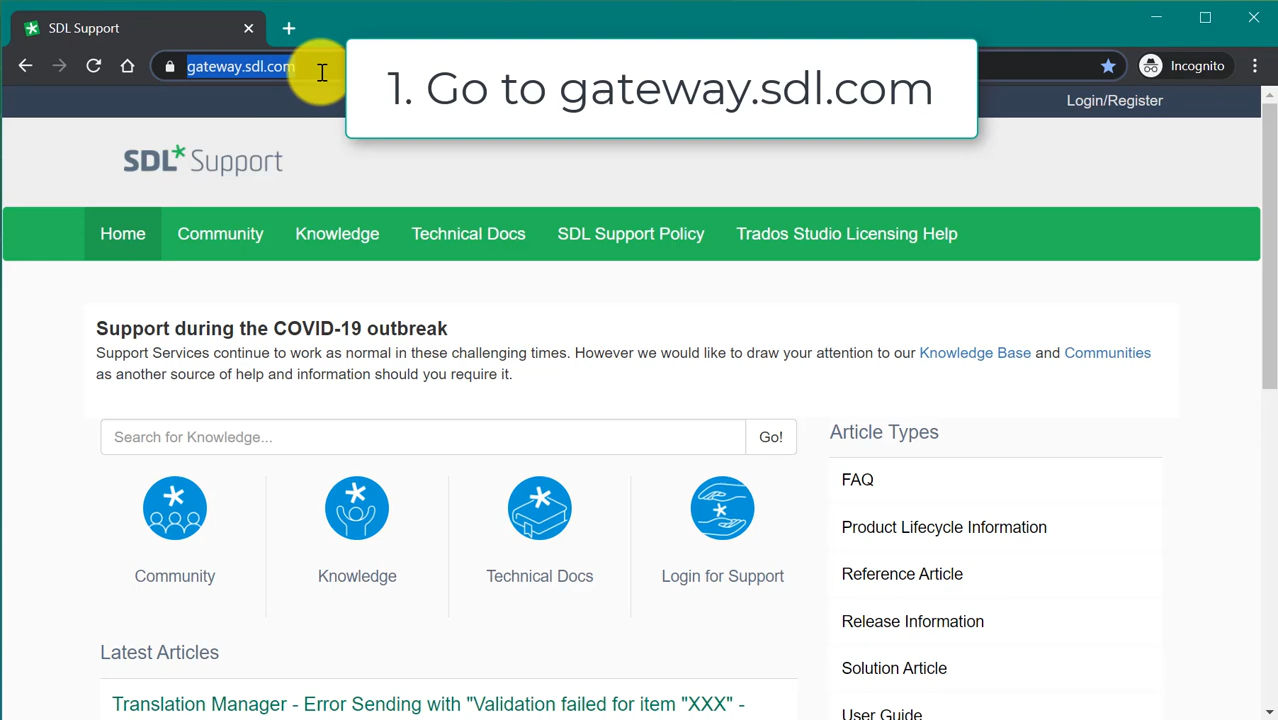 SDL Support
gateway.sdl.com
1. Go to gateway.sdl.com
Incognito
Login/Register
SDL* Support
Home Community Knowledge Technical Docs SDL Support Policy Trados Studio Licensing Help
Support during the COVID-19 outbreak
Support Services continue to work as normal in these challenging times. However we would like to draw your attention to our Knowledge Base and Communities
as another source of help and information should you require it.
Search for Knowledge... Go!
Community
Knowledge
Technical Docs
Login for Support
Article Types
FAQ
Product Lifecycle Information
Reference Article
Release Information
Solution Article
User Guide
Latest Articles
Translation Manager - Error Sending with "Validation failed for item "XXX" -